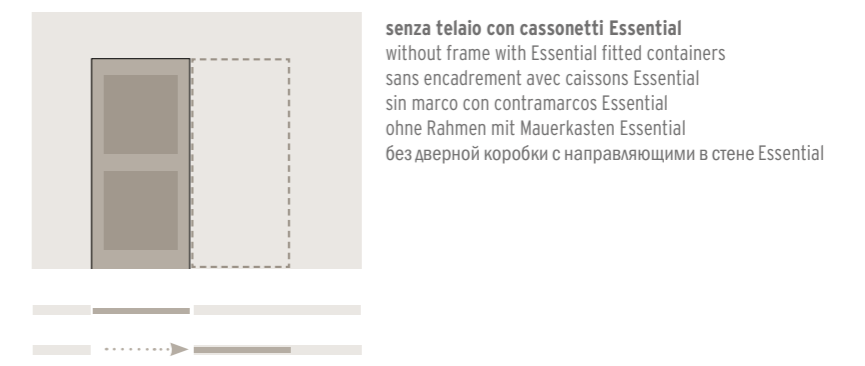 senza telaio con cassonetti Essential
without frame with Essential fitted containers
sans encadrement avec caissons Essential
sin marco con contramarcos Essential
ohne Rahmen mit Mauerkasten Essential
без дверной коробки с направляющими в стене Essential